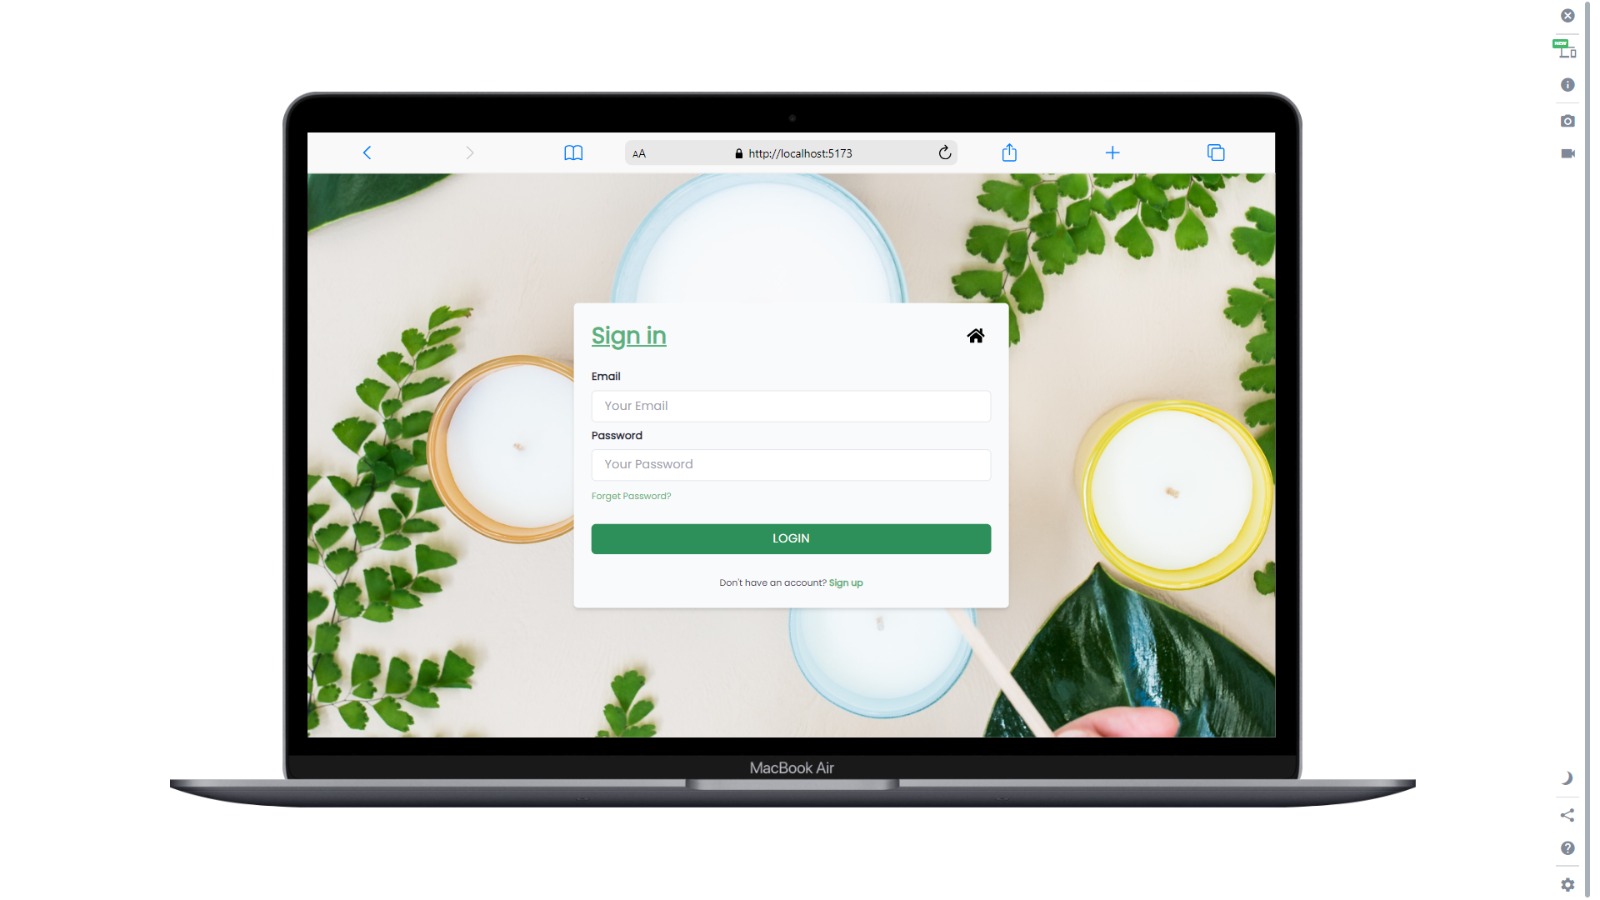 NEW
AA http://localhost:5173
Sign in
Email
Your Email
Password
Your Password
Forget Password?
LOGIN
Don't have an account? Sign up
MacBook Air